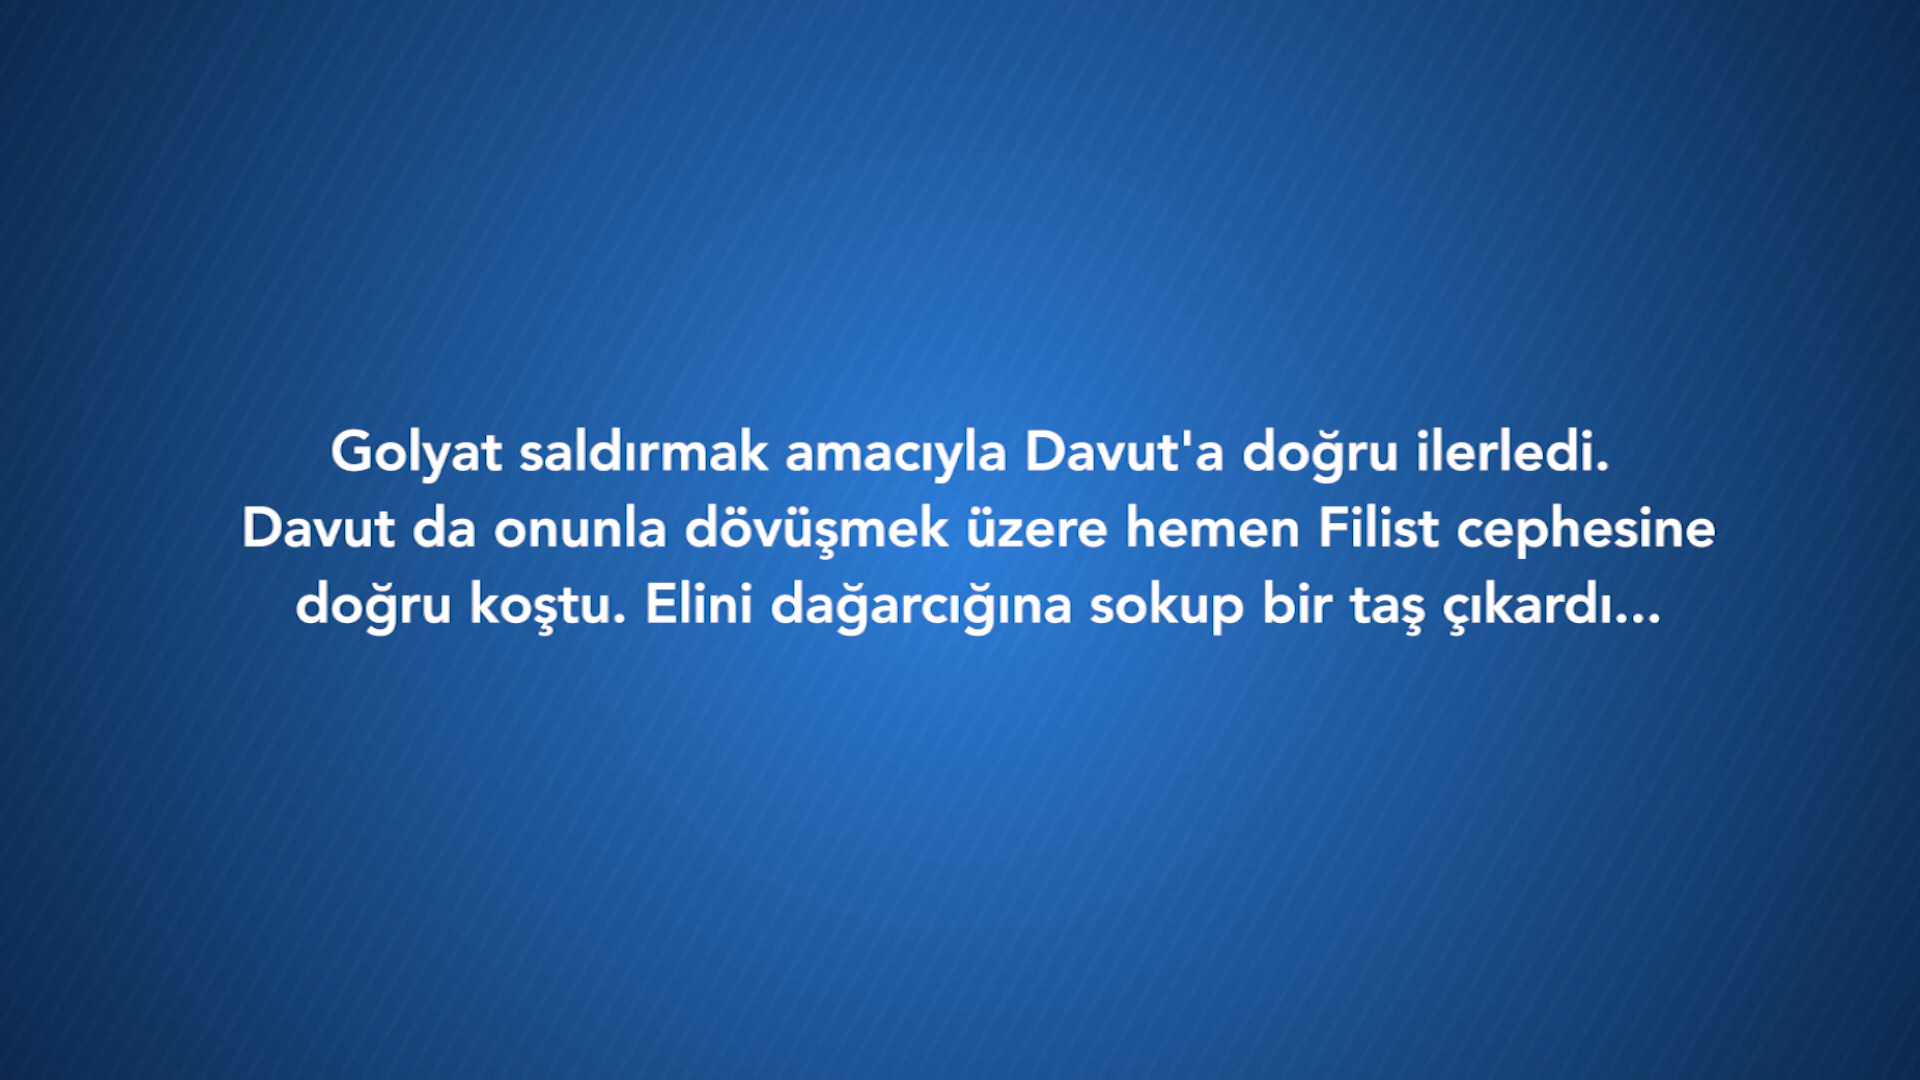 Golyat saldırmak amacıyla Davut'a doğru ilerledi.
Davut da onunla dövüşmek üzere hemen Filist cephesine
doğru koştu. Elini dağarcığına sokup bir taş çıkardı...